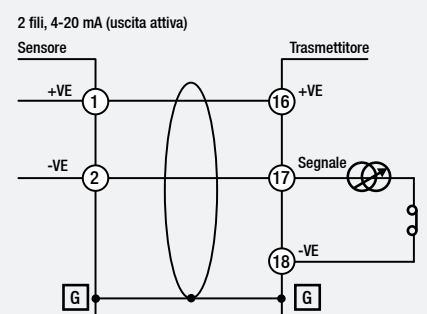 2 fili, 4-20 mA (uscita attiva)
Sensore
Trasmettitore
+VE
1
16
+VE
-VE
2
17
Segnale
18
-VE
G
G